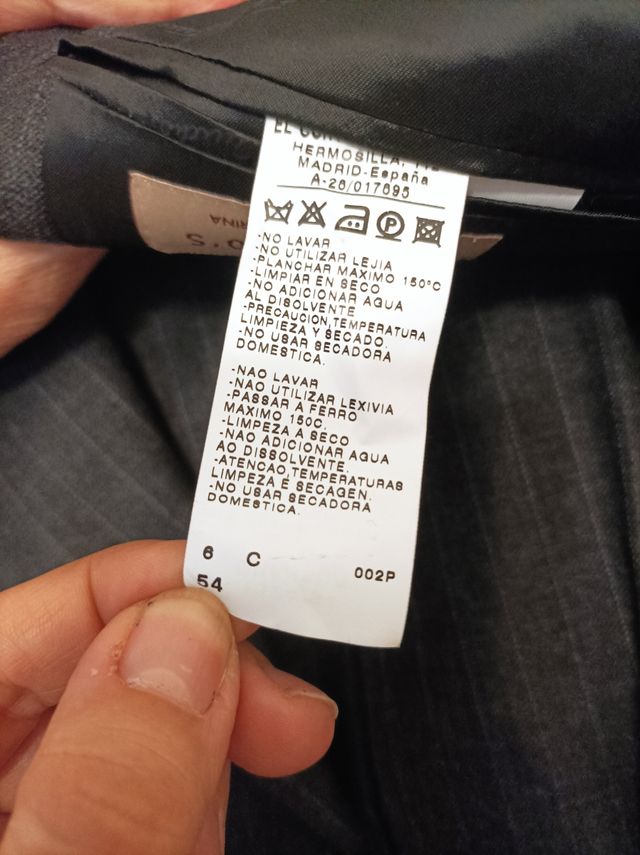 EL
HERMOSILLA,
MADRID-España
A-28/017895
-NO LAVAR
-NO UTILIZAR LEJIA
-PLANCHAR MAXIMO 150°C
-LIMPIAR EN SECO
-NO ADICIONAR AGUA
AL DISOLVENTE
-PRECAUCION,TEMPERATURA
LIMPIEZA Y SECADO.
-NO USAR SECADORA
DOMESTICA.
-NAO LAVAR
-NAO UTILIZAR LEXIVIA
-PASSAR A FERRO
MAXIMO 150C.
-LIMPEZA A SECO
-NAO ADICIONAR AGUA
AO DISSOLVENTE.
-ATENCAO,TEMPERATURAS
LIMPEZA E SECAGEN.
-NO USAR SECADORA
DOMESTICA.
6 C 002P
54